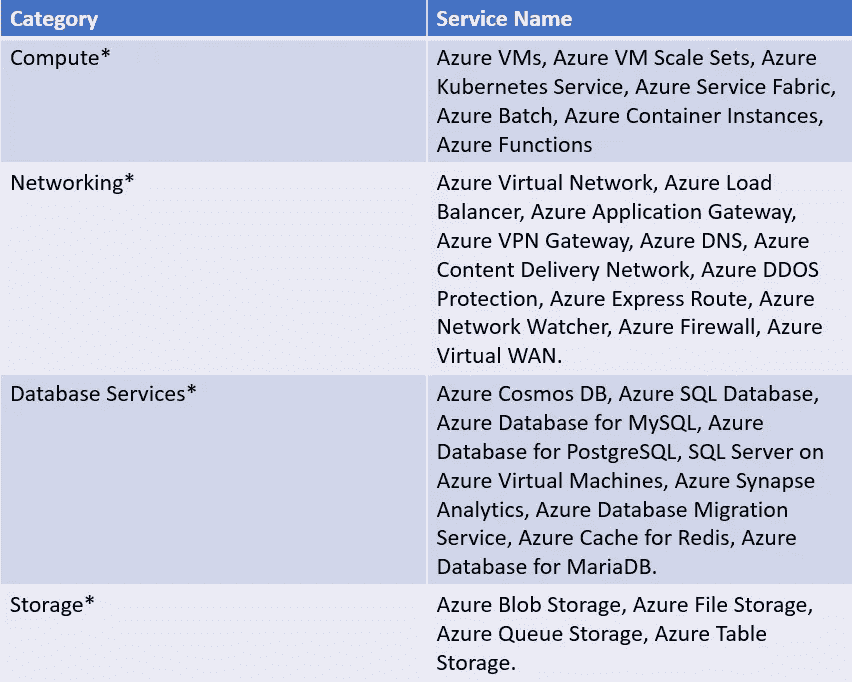 Category
Service Name
Compute*
Azure VMs, Azure VM Scale Sets, Azure
Kubernetes Service, Azure Service Fabric,
Azure Batch, Azure Container Instances,
Azure Functions
Networking*
Azure Virtual Network, Azure Load
Balancer, Azure Application Gateway,
Azure VPN Gateway, Azure DNS, Azure
Content Delivery Network, Azure DDOS
Protection, Azure Express Route, Azure
Network Watcher, Azure Firewall, Azure
Virtual WAN.
Database Services*
Azure Cosmos DB, Azure SQL Database,
Azure Database for MySQL, Azure
Database for PostgreSQL, SQL Server on
Azure Virtual Machines, Azure Synapse
Analytics, Azure Database Migration
Service, Azure Cache for Redis, Azure
Database for MariaDB.
Storage*
Azure Blob Storage, Azure File Storage,
Azure Queue Storage, Azure Table
Storage.